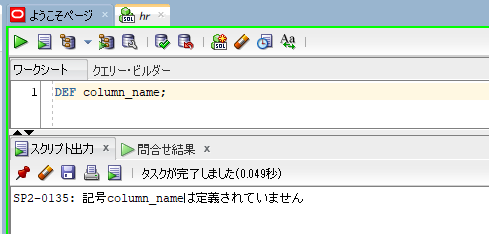 ようこそページ hr
ワークシート クエリー・ビルダー
1 DEF column_name;
スクリプト出力 問合せ結果
タスクが完了しました(0.049秒)
SP2-0135: 記号column_nameは定義されていません